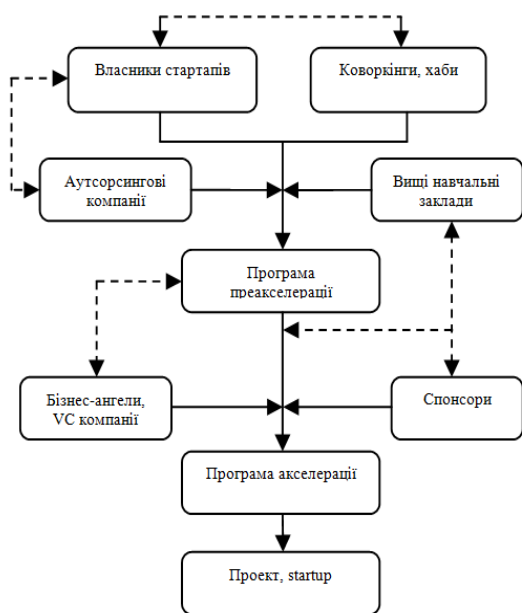 Власники стартапів
Коворкінги, хаби
Аутсорсингові
компанії
Вищі навчальні
заклади
Програма
преакселерації
Бізнес-ангели,
VC компанії
Спонсори
Програма акселерації
Проект, startup